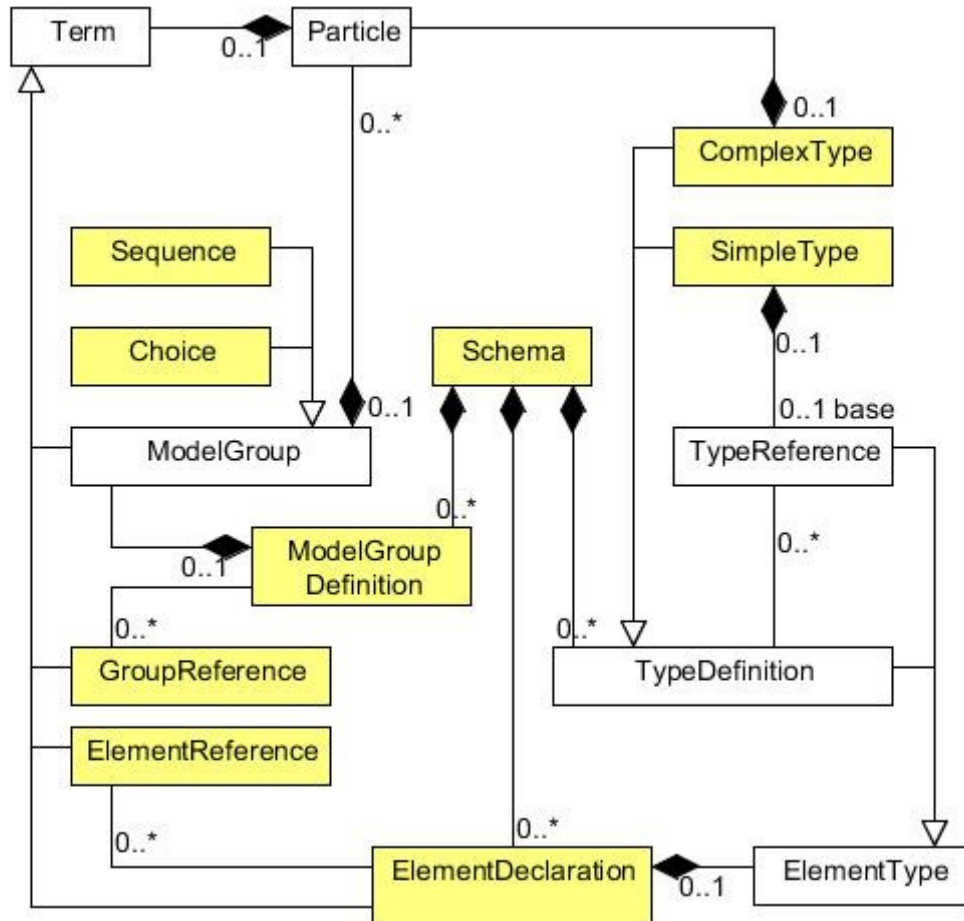 Term
Particle
0..1
0..*
0..1
ComplexType
Sequence
SimpleType
Choice
Schema
0..1
0..1
0..1 base
ModelGroup
TypeReference
0..*
0..*
ModelGroup
Definition
0..1
0..*
0..*
GroupReference
TypeDefinition
ElementReference
0..*
0..*
ElementDeclaration
0..1
ElementType